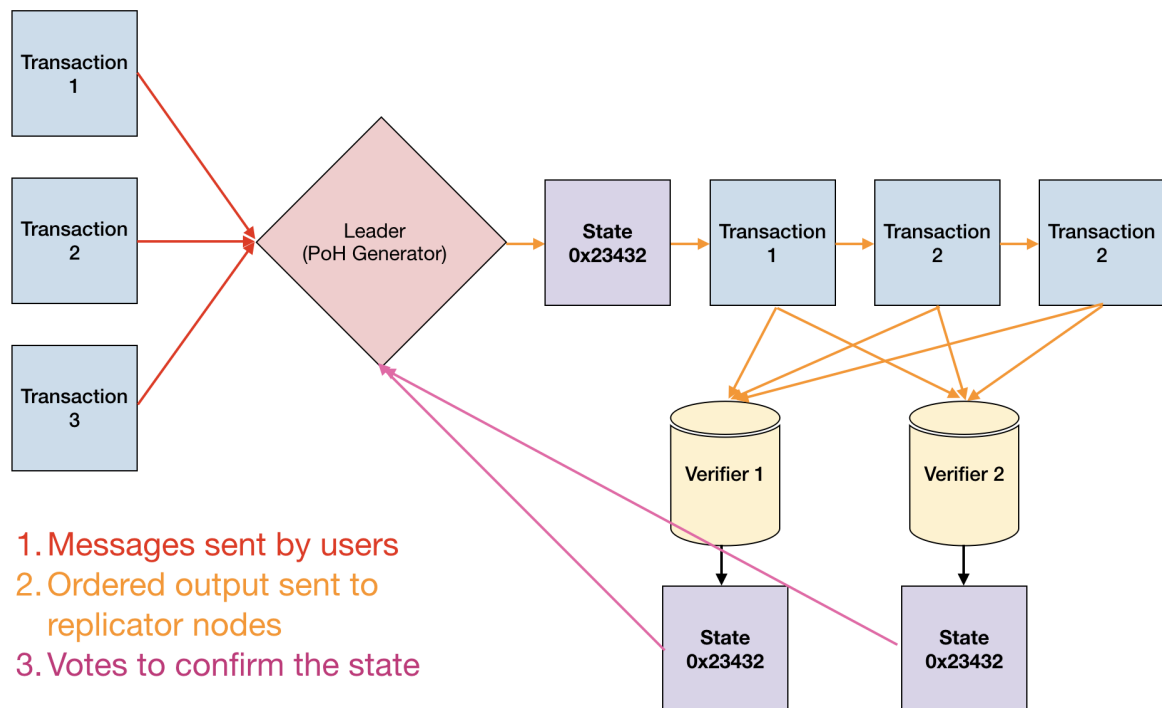 Transaction
1
Transaction
2
Transaction
3
Leader
(PoH Generator)
State
0x23432
Transaction
1
Transaction
2
Transaction
2
Verifier 1
Verifier 2
State
0x23432
State
0x23432
1. Messages sent by users
2. Ordered output sent to
replicator nodes
3. Votes to confirm the state